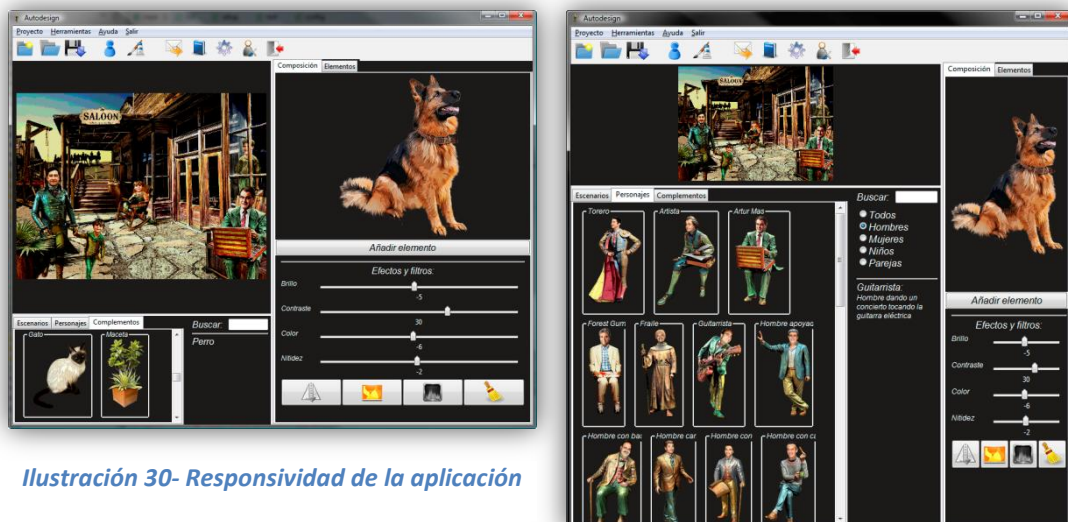 Autodesign
Proyecto Herramientas Ayuda Salir
Composición Elementos
SALOON
Añadir elemento
Efectos y filtros:
Brillo
-5
Contraste
30
Color
-6
Nitidez
-2
Escenarios Personajes Complementos
Gato
Maceta
Buscar:
Perro
Ilustración 30- Responsividad de la aplicación
Autodesign
Proyecto Herramientas Ayuda Salir
Composición Elementos
SALOON
Escenarios Personajes Complementos
Torero
Artista
Artur Mas
Forest Gum
Fraile
Guitarrista
Hombre apoyac
Hombre con bas
Hombre car
Hombre con
Hombre con ci
Buscar:
Todos
Hombres
Mujeres
Niños
Parejas
Guitarrista:
Hombre dando un
concierto tocando la
guitarra eléctrica
Añadir elemento
Efectos y filtros:
Brillo
-5
Contraste
30
Color
-6
Nitidez
-2